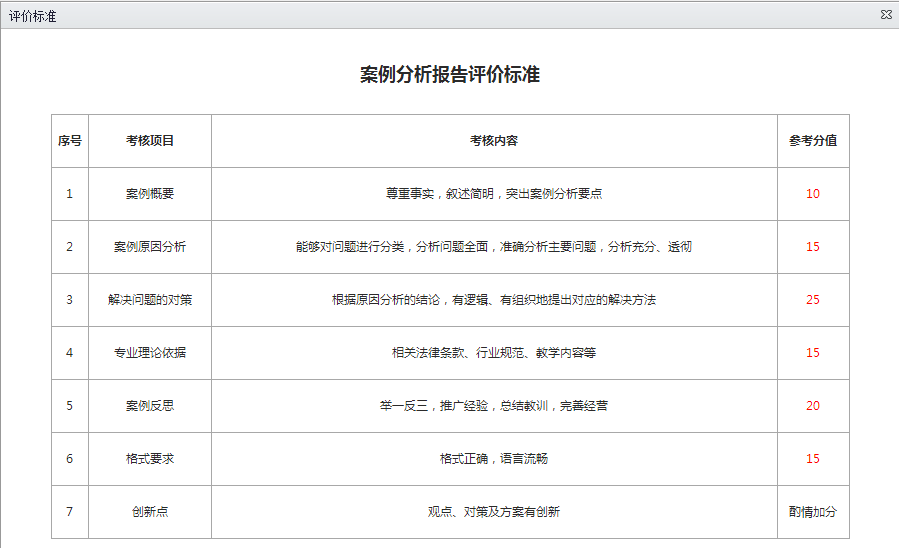 评价标准
案例分析报告评价标准
序号 考核项目 考核内容 参考分值
1 案例概要 尊重事实，叙述简明，突出案例分析要点 10
2 案例原因分析 能够对问题进行分类，分析问题全面，准确分析主要问题，分析充分、透彻 15
3 解决问题的对策 根据原因分析的结论，有逻辑、有组织地提出对应的解决方法 25
4 专业理论依据 相关法律条款、行业规范、教学内容等 15
5 案例反思 举一反三，推广经验，总结教训，完善经营 20
6 格式要求 格式正确，语言流畅 15
7 创新点 观点、对策及方案有创新 酌情加分